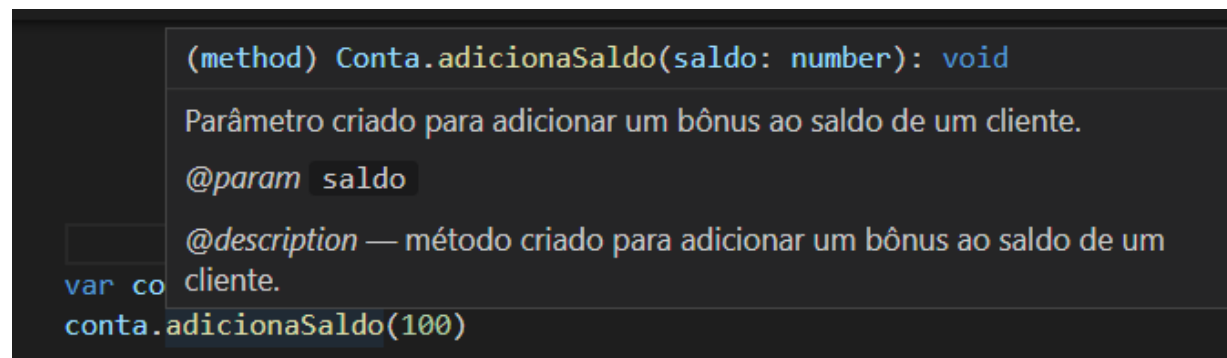 (method) Conta.adicionaSaldo(saldo: number): void
Parâmetro criado para adicionar um bônus ao saldo de um cliente.
@param saldo
@description — método criado para adicionar um bônus ao saldo de um
cliente.
var co
conta.adicionaSaldo(100)